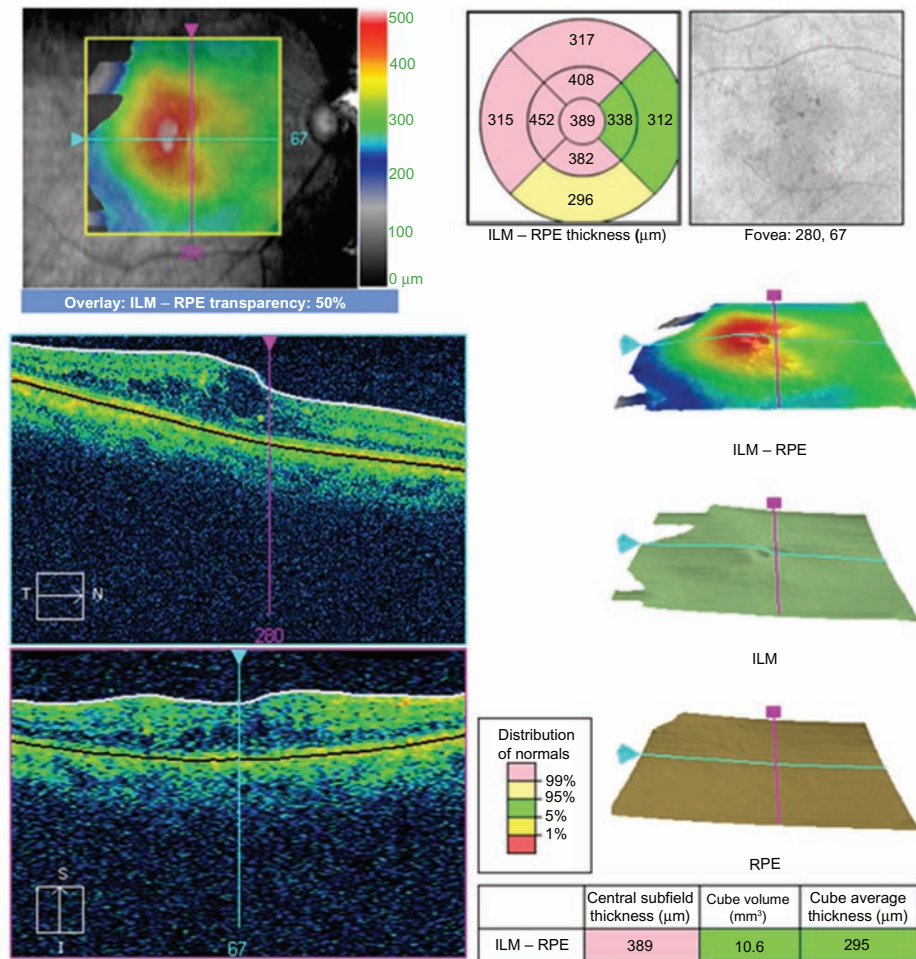 500
400
300
200
100
0 μm
67
280
Overlay: ILM – RPE transparency: 50%
317
408
315
452
389
338
312
382
296
ILM – RPE thickness (μm)
Fovea: 280, 67
ILM – RPE
ILM
RPE
T
N
280
S
I
67
Distribution
of normals
99%
95%
5%
1%
Central subfield
thickness (μm)
Cube volume
(mm³)
Cube average
thickness (μm)
ILM – RPE
389
10.6
295